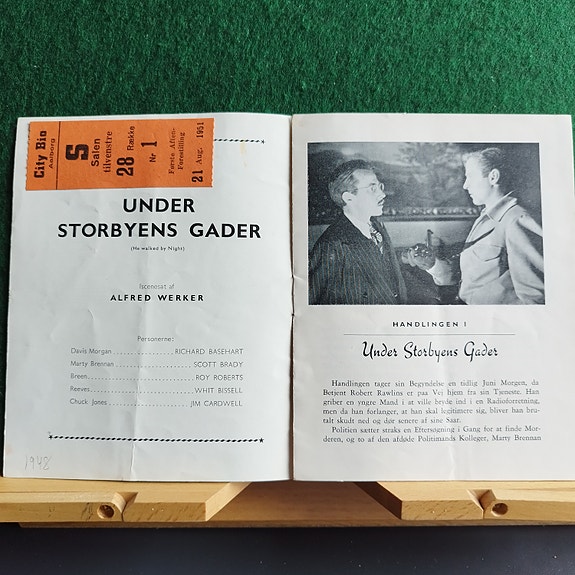 City Bio
Aalborg
S
Salen
tilvenstre
28 Række
Nr 1
Første Aften-
Forestilling
21 Aug. 1951
UNDER
STORBYENS GADER
(He walked by Night)
Iscenesat af
ALFRED WERKER
Personerne:
Davis Morgan ..................... RICHARD BASEHART
Marty Brennan ..................... SCOTT BRADY
Breen ..................... ROY ROBERTS
Reeves ..................... WHIT BISSELL
Chuck Jones ..................... JIM CARDWELL
1948
HANDLINGEN I
Under Storbyens Gader
Handlingen tager sin Begyndelse en tidlig Juni Morgen, da
Betjent Robert Rawlins er paa Vej hjem fra sin Tjeneste. Han
griber en yngre Mand i at ville bryde ind i en Radioforretning,
men da han forlanger, at han skal legitimere sig, bliver han bru-
talt skudt ned og dør senere af sine Saar.
Politiet sætter straks en Eftersøgning i Gang for at finde Mor-
deren, og to af den afdøde Politimands Kolleger, Marty Brennan